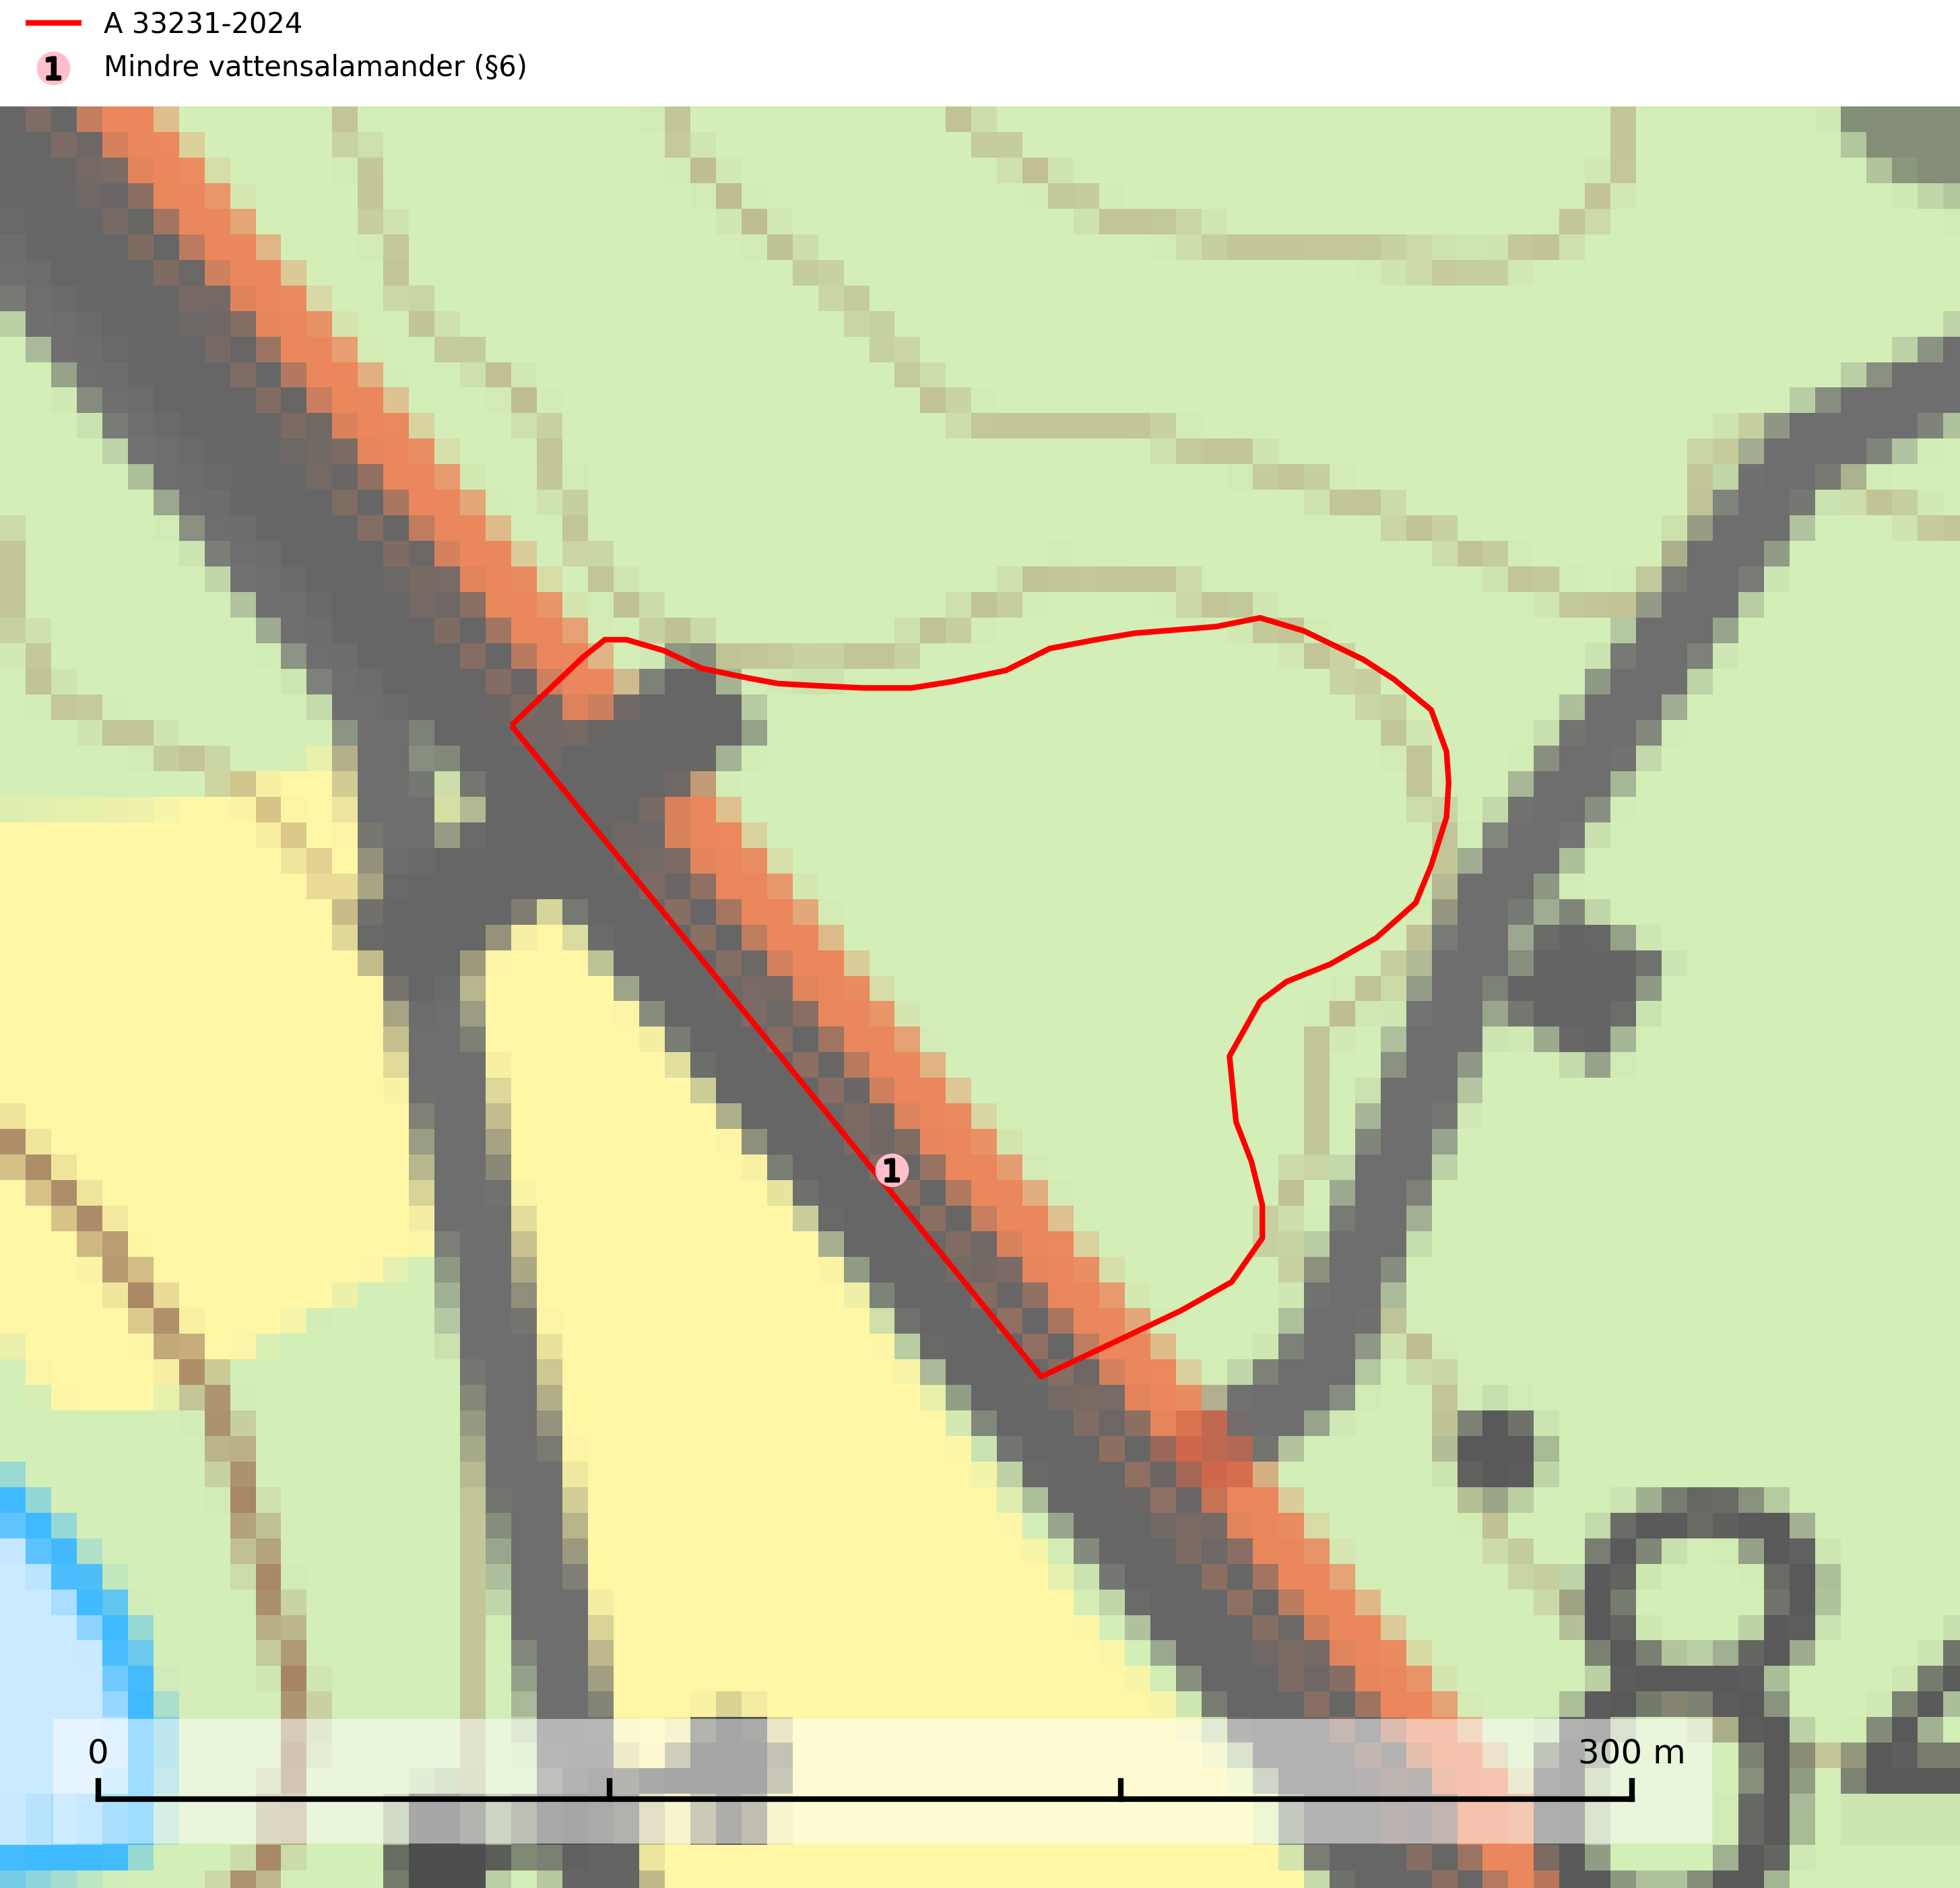 A 33231-2024
1 Mindre vattensalamander (§6)
1
0 300 m